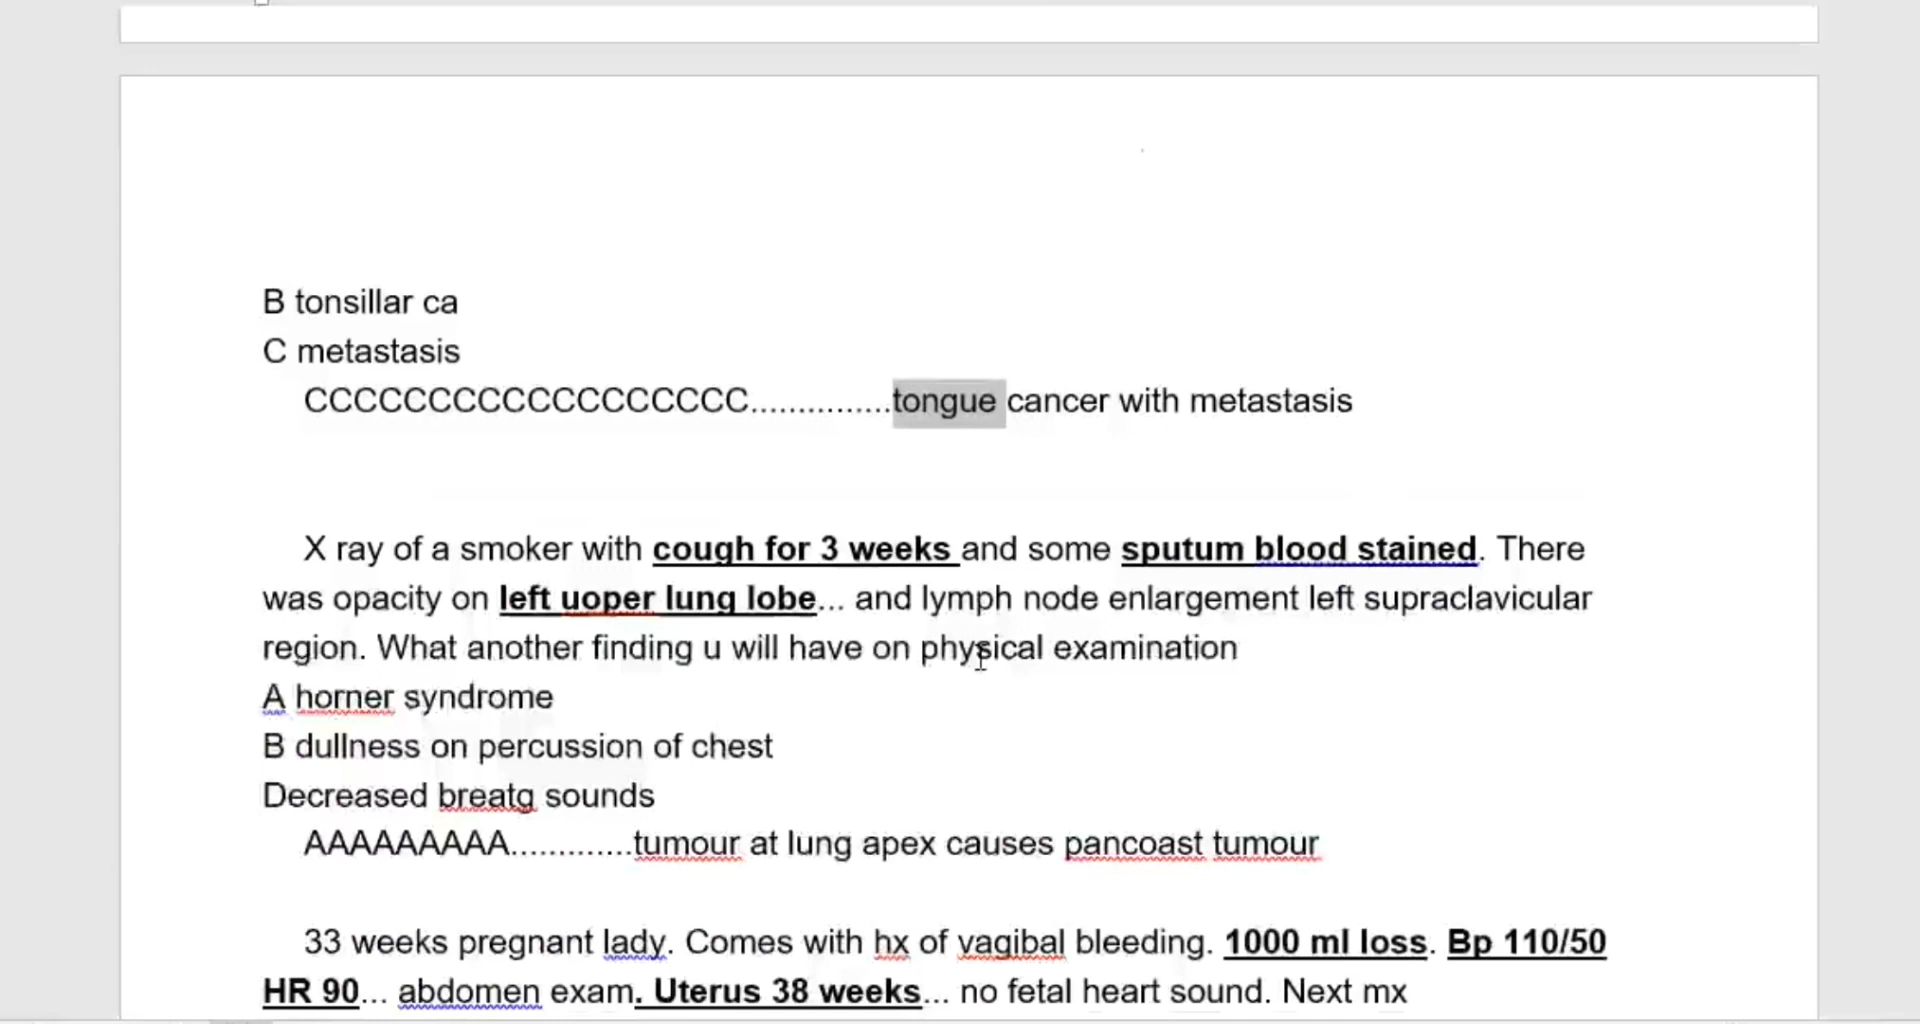 B tonsillar ca
C metastasis
CCCCCCCCCCCCCCCCCC...............tongue cancer with metastasis
X ray of a smoker with cough for 3 weeks and some sputum blood stained. There
was opacity on left uoper lung lobe... and lymph node enlargement left supraclavicular
region. What another finding u will have on physical examination
A horner syndrome
B dullness on percussion of chest
Decreased breatg sounds
AAAAAAAAA.............tumour at lung apex causes pancoast tumour
33 weeks pregnant lady. Comes with hx of vagibal bleeding. 1000 ml loss. Bp 110/50
HR 90... abdomen exam. Uterus 38 weeks... no fetal heart sound. Next mx